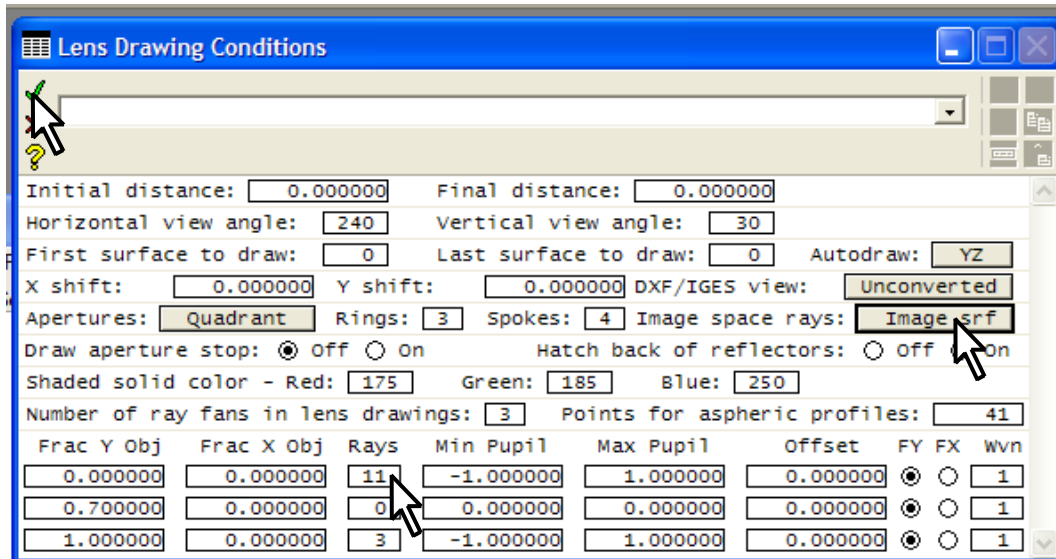 Lens Drawing Conditions
?
Initial distance: 0.000000 Final distance: 0.000000
Horizontal view angle: 240 Vertical view angle: 30
First surface to draw: 0 Last surface to draw: 0 Autodraw: YZ
X shift: 0.000000 Y shift: 0.000000 DXF/IGES view: Unconverted
Apertures: Quadrant Rings: 3 Spokes: 4 Image space rays: Image srf
Draw aperture stop: Off On Hatch back of reflectors: Off On
Shaded solid color - Red: 175 Green: 185 Blue: 250
Number of ray fans in lens drawings: 3 Points for aspheric profiles: 41
Frac Y Obj Frac X Obj Rays Min Pupil Max Pupil Offset FY FX Wvn
0.000000 0.000000 11 -1.000000 1.000000 0.000000 1
0.700000 0.000000 0 0.000000 0.000000 0.000000 1
1.000000 0.000000 3 -1.000000 1.000000 0.000000 1